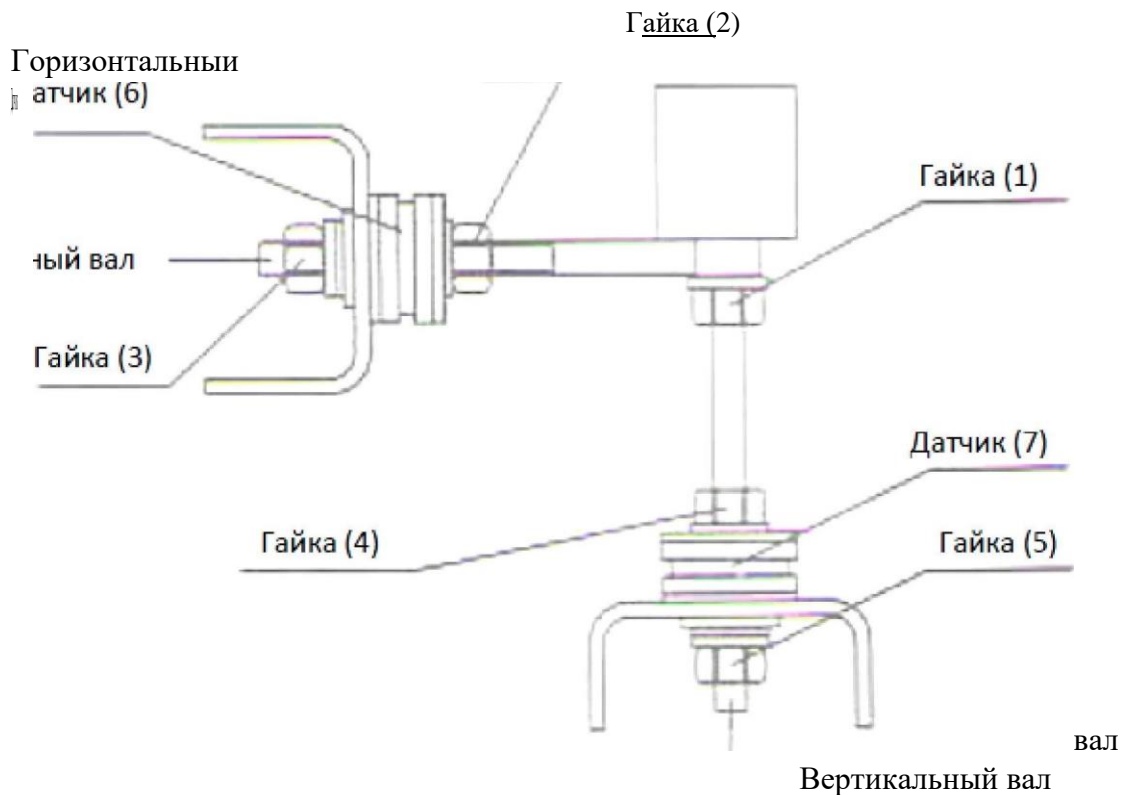 Гайка (2)
Горизонтальныи
атчик (6)
Гайка (1)
ный вал
Гайка (3)
Датчик (7)
Гайка (4)
Гайка (5)
вал
Вертикальный вал